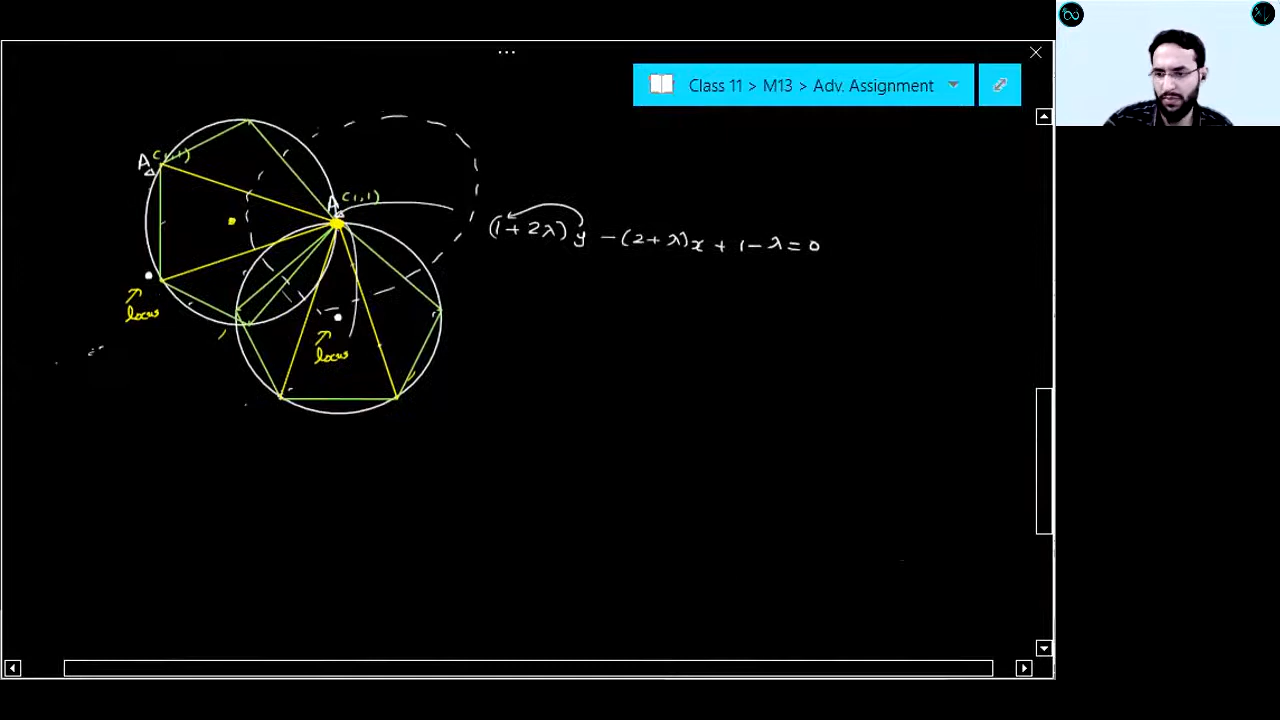 Class 11 > M13 > Adv. Assignment
A (1,1)
A (1,1)
(1+2λ)y -(2+λ)x + 1-λ=0
locus
locus